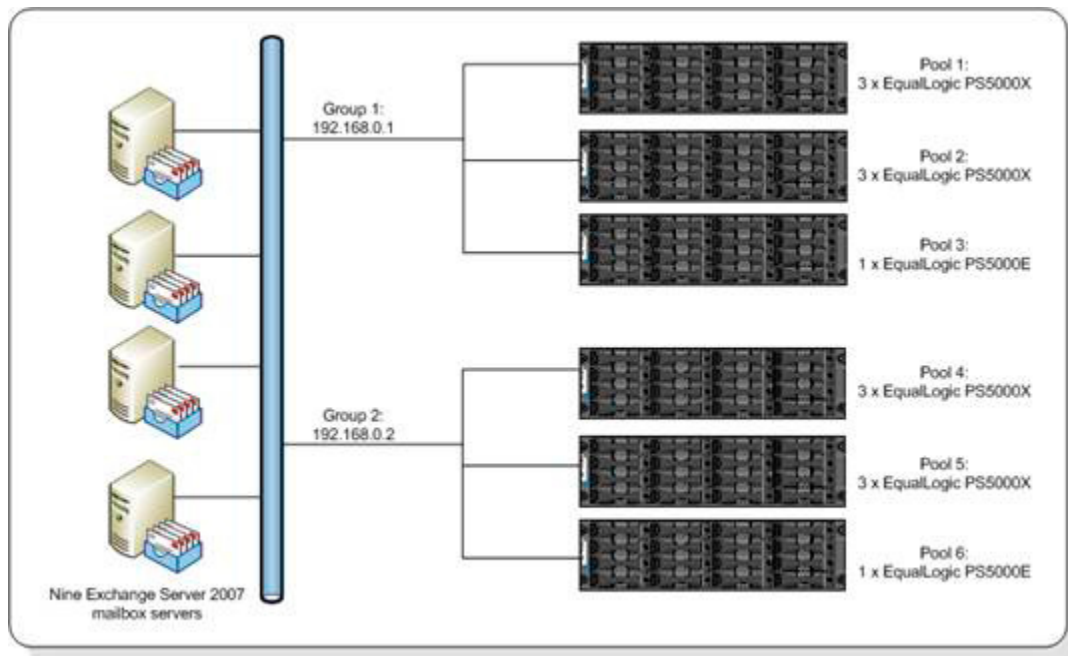 Group 1:
192.168.0.1
Pool 1:
3 x EqualLogic PS5000X
Pool 2:
3 x EqualLogic PS5000X
Pool 3:
1 x EqualLogic PS5000E
Group 2:
192.168.0.2
Pool 4:
3 x EqualLogic PS5000X
Pool 5:
3 x EqualLogic PS5000X
Pool 6:
1 x EqualLogic PS5000E
Nine Exchange Server 2007
mailbox servers